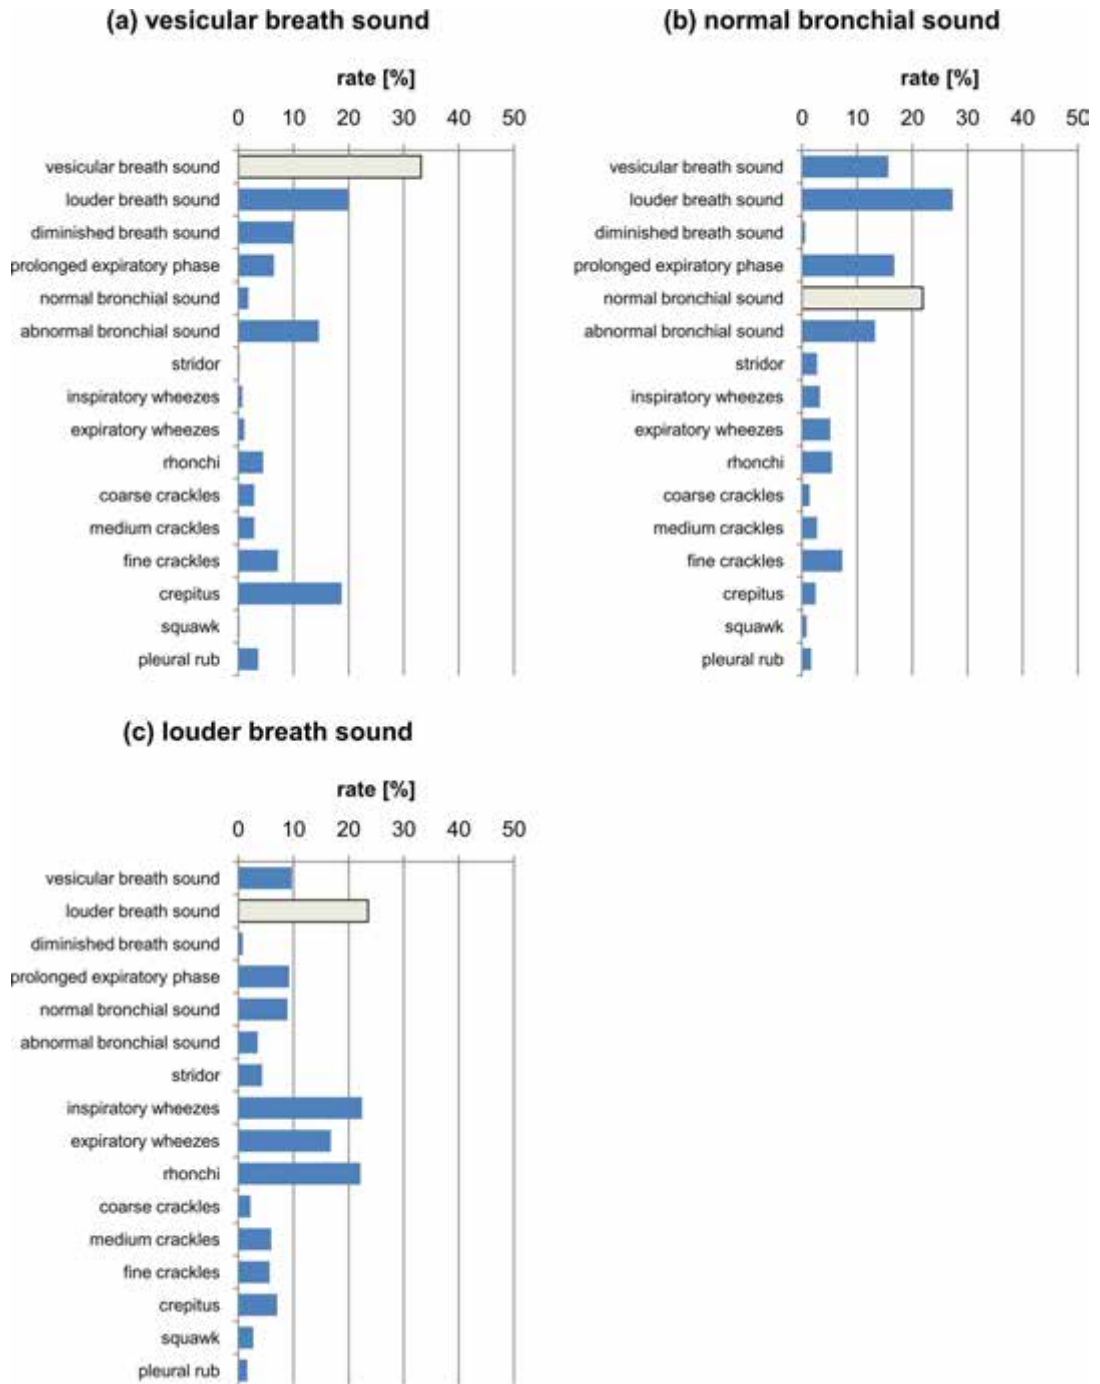 (a) vesicular breath sound
rate [%]
0 10 20 30 40 50
vesicular breath sound
louder breath sound
diminished breath sound
prolonged expiratory phase
normal bronchial sound
abnormal bronchial sound
stridor
inspiratory wheezes
expiratory wheezes
rhonchi
coarse crackles
medium crackles
fine crackles
crepitus
squawk
pleural rub
(b) normal bronchial sound
rate [%]
0 10 20 30 40 50
vesicular breath sound
louder breath sound
diminished breath sound
prolonged expiratory phase
normal bronchial sound
abnormal bronchial sound
stridor
inspiratory wheezes
expiratory wheezes
rhonchi
coarse crackles
medium crackles
fine crackles
crepitus
squawk
pleural rub
(c) louder breath sound
rate [%]
0 10 20 30 40 50
vesicular breath sound
louder breath sound
diminished breath sound
prolonged expiratory phase
normal bronchial sound
abnormal bronchial sound
stridor
inspiratory wheezes
expiratory wheezes
rhonchi
coarse crackles
medium crackles
fine crackles
crepitus
squawk
pleural rub